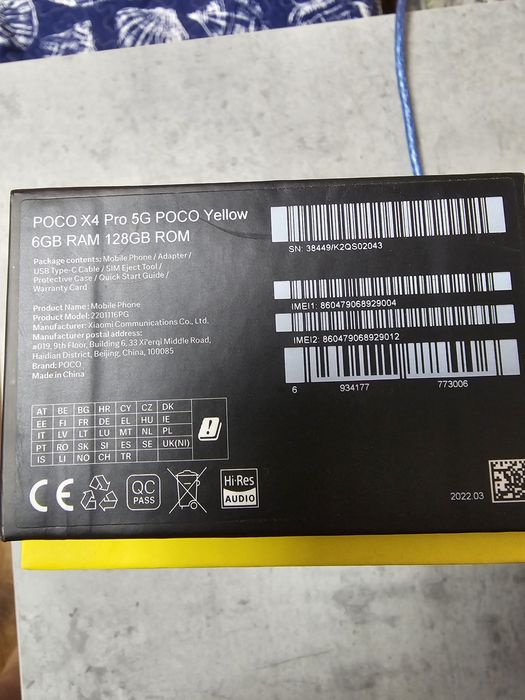 POCO X4 Pro 5G POCO Yellow
6GB RAM 128GB ROM
Package contents: Mobile Phone / Adapter /
USB Type-C Cable / SIM Eject Tool /
Protective Case / Quick Start Guide /
Warranty Card
Product Name: Mobile Phone
Product Model: 2201116PG
Manufacturer: Xiaomi Communications Co., Ltd.
Manufacturer postal address:
#019, 9th Floor, Building 6, 33 Xi'erqi Middle Road,
Haidian District, Beijing, China, 100085
Brand: POCO
Made in China
SN: 38449/K2QS02043
IMEI1: 860479068929004
IMEI2: 860479068929012
6 934177 773006
AT BE BG HR CY CZ DK
EE FI FR DE EL HU IE
IT LV LT LU MT NL PL
PT RO SK SI ES SE UK(NI)
IS LI NO CH TR
CE
QC
PASS
Hi-Res
AUDIO
2022.03